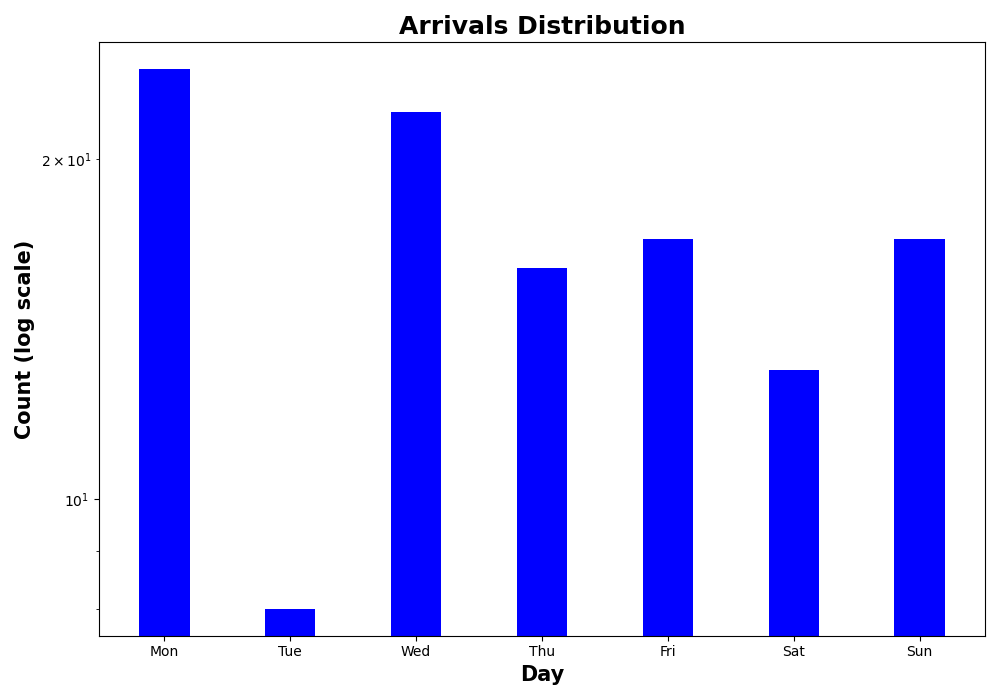 Arrivals Distribution
Count (log scale)
2 × 10¹
10¹
Mon Tue Wed Thu Fri Sat Sun
Day